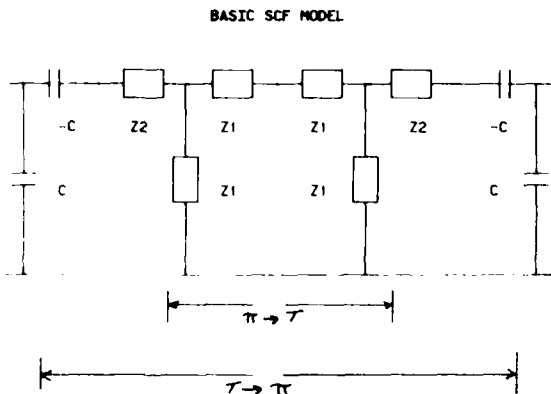 BASIC SCF MODEL
-C Z2 Z1 Z1 Z2 -C
C Z1 Z1 C
π→T
T→π